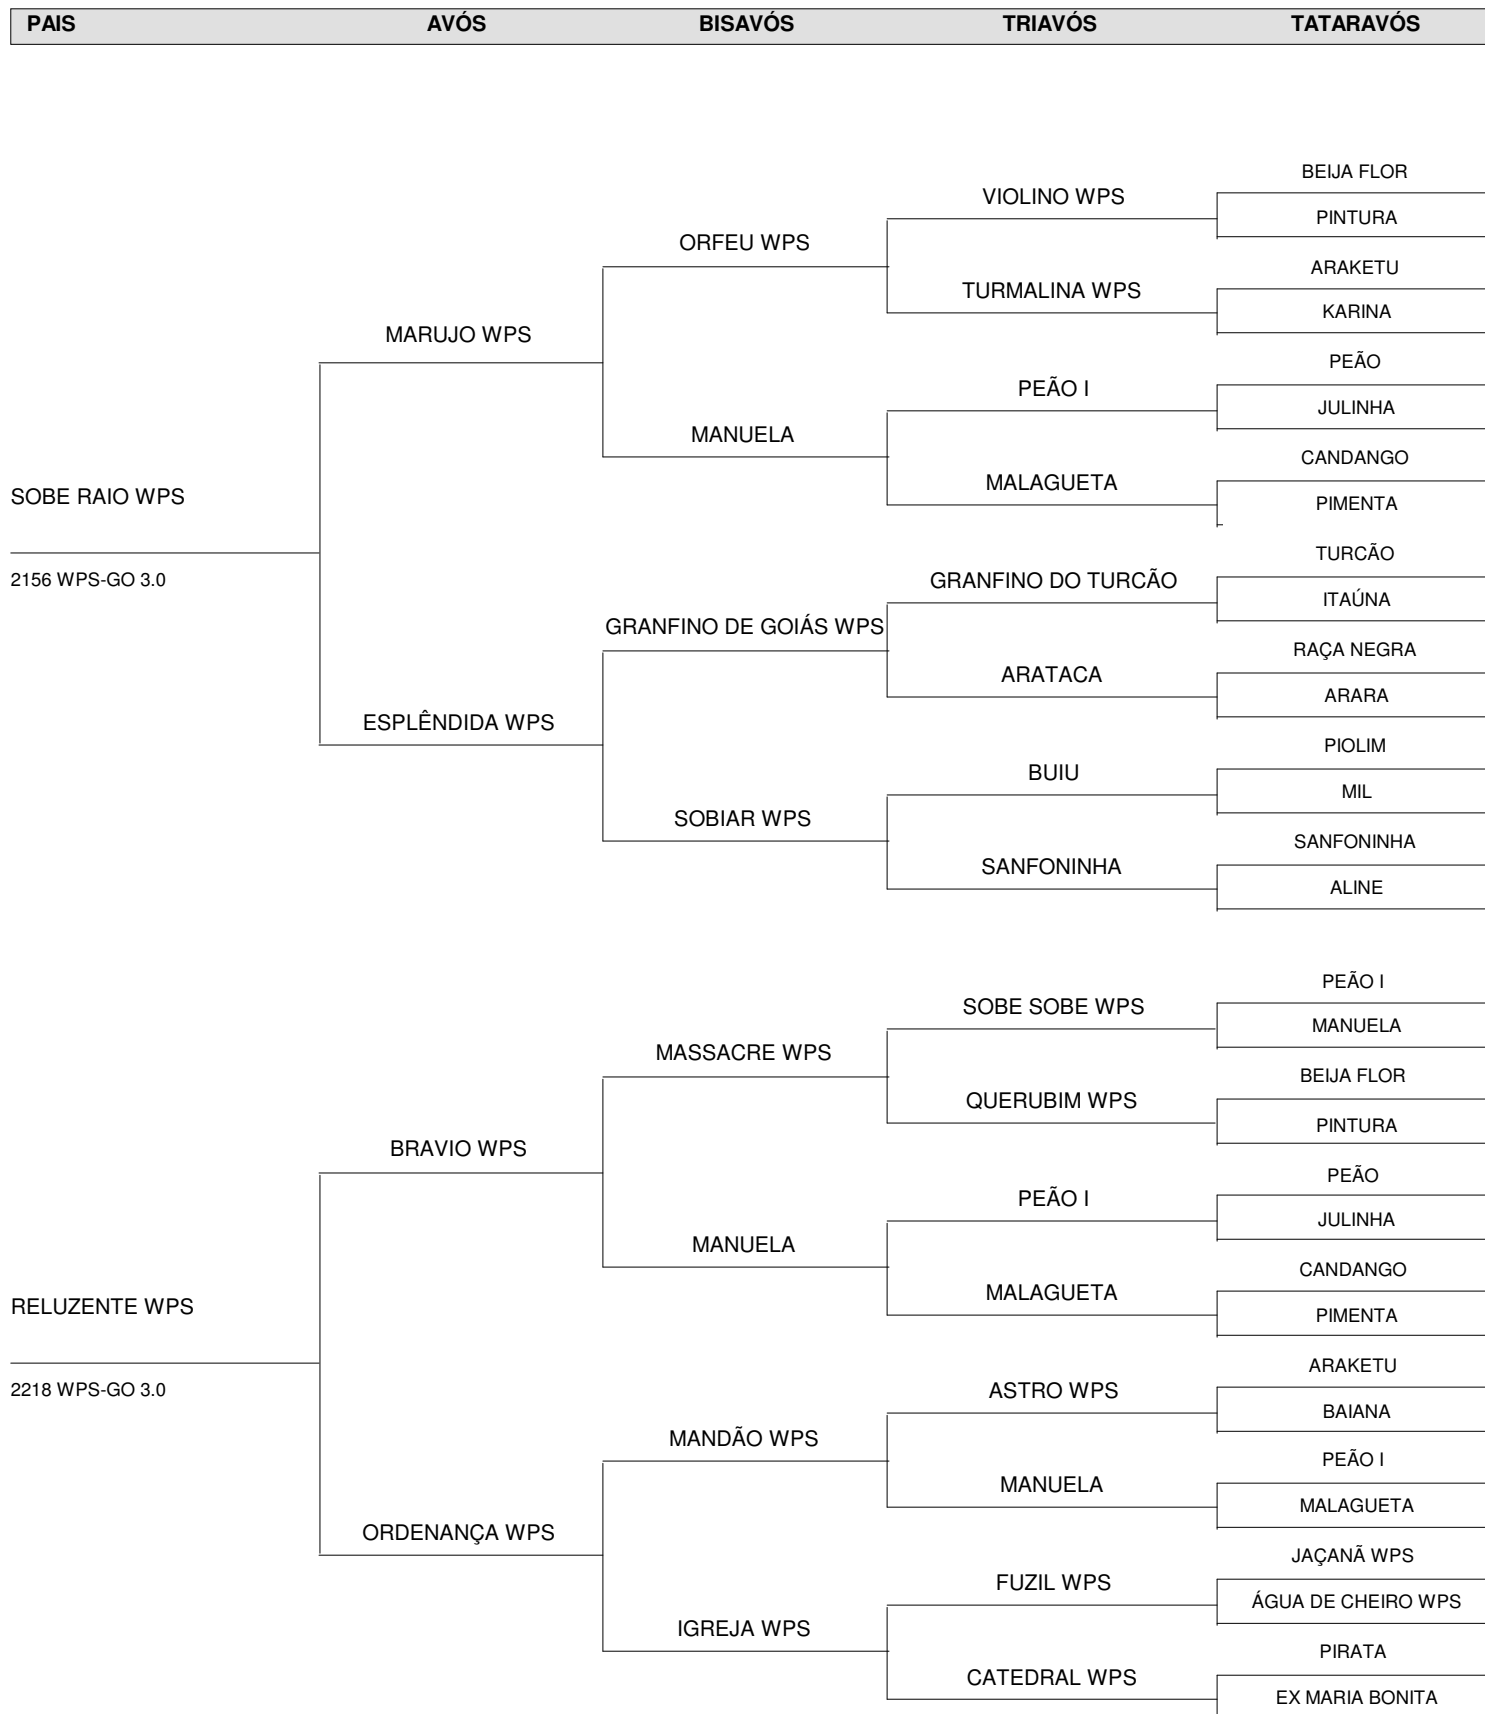 PAIS AVÓS BISAVÓS TRIAVÓS TATARAVÓS
BEIJA FLOR
VIOLINO WPS
PINTURA
ORFEU WPS
ARAKETU
TURMALINA WPS
KARINA
MARUJO WPS
PEÃO
PEÃO I
JULINHA
MANUELA
CANDANGO
MALAGUETA
SOBE RAIO WPS
PIMENTA
TURCÃO
2156 WPS-GO 3.0
GRANFINO DO TURCÃO
ITAÚNA
GRANFINO DE GOIÁS WPS
RAÇA NEGRA
ARATACA
ARARA
ESPLÊNDIDA WPS
PIOLIM
BUIU
MIL
SOBIAR WPS
SANFONINHA
SANFONINHA
ALINE
PEÃO I
SOBE SOBE WPS
MANUELA
MASSACRE WPS
BEIJA FLOR
QUERUBIM WPS
PINTURA
BRAVIO WPS
PEÃO
PEÃO I
JULINHA
MANUELA
CANDANGO
MALAGUETA
RELUZENTE WPS
PIMENTA
ARAKETU
2218 WPS-GO 3.0
ASTRO WPS
BAIANA
MANDÃO WPS
PEÃO I
MANUELA
MALAGUETA
ORDENANÇA WPS
JAÇANÃ WPS
FUZIL WPS
ÁGUA DE CHEIRO WPS
IGREJA WPS
PIRATA
CATEDRAL WPS
EX MARIA BONITA